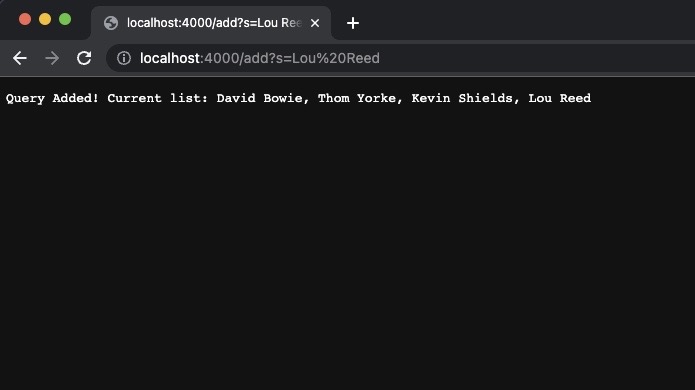 localhost:4000/add?s=Lou Ree
localhost:4000/add?s=Lou%20Reed
Query Added! Current list: David Bowie, Thom Yorke, Kevin Shields, Lou Reed